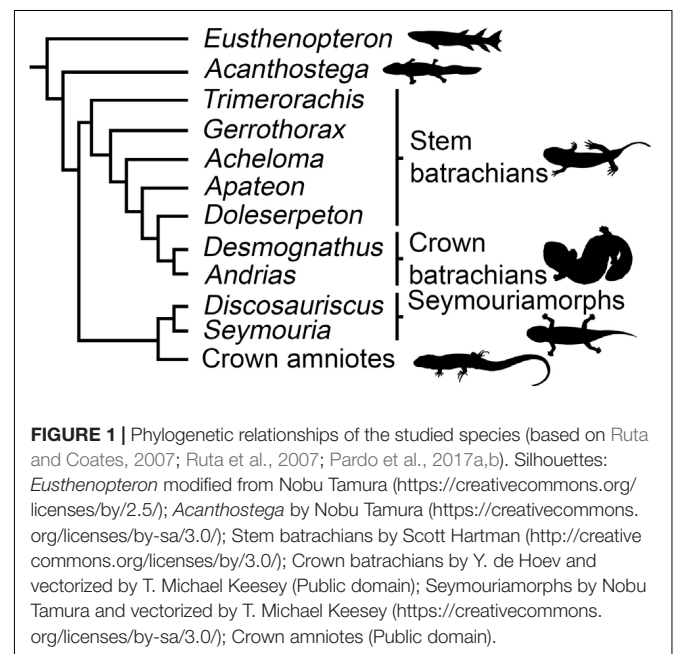 Eusthenopteron
Acanthostega
Trimerorachis
Gerrothorax
Acheloma
Apateon
Doleserpeton
Stem
batrachians
Desmognathus
Andrias
Crown
batrachians
Discosauriscus
Seymouria
Seymouriamorphs
Crown amniotes
FIGURE 1 | Phylogenetic relationships of the studied species (based on Ruta
and Coates, 2007; Ruta et al., 2007; Pardo et al., 2017a,b). Silhouettes:
Eusthenopteron modified from Nobu Tamura (https://creativecommons.org/
licenses/by/2.5/); Acanthostega by Nobu Tamura (https://creativecommons.
org/licenses/by-sa/3.0/); Stem batrachians by Scott Hartman (http://creative
commons.org/licenses/by/3.0/); Crown batrachians by Y. de Hoev and
vectorized by T. Michael Keesey (Public domain); Seymouriamorphs by Nobu
Tamura and vectorized by T. Michael Keesey (https://creativecommons.
org/licenses/by-sa/3.0/); Crown amniotes (Public domain).